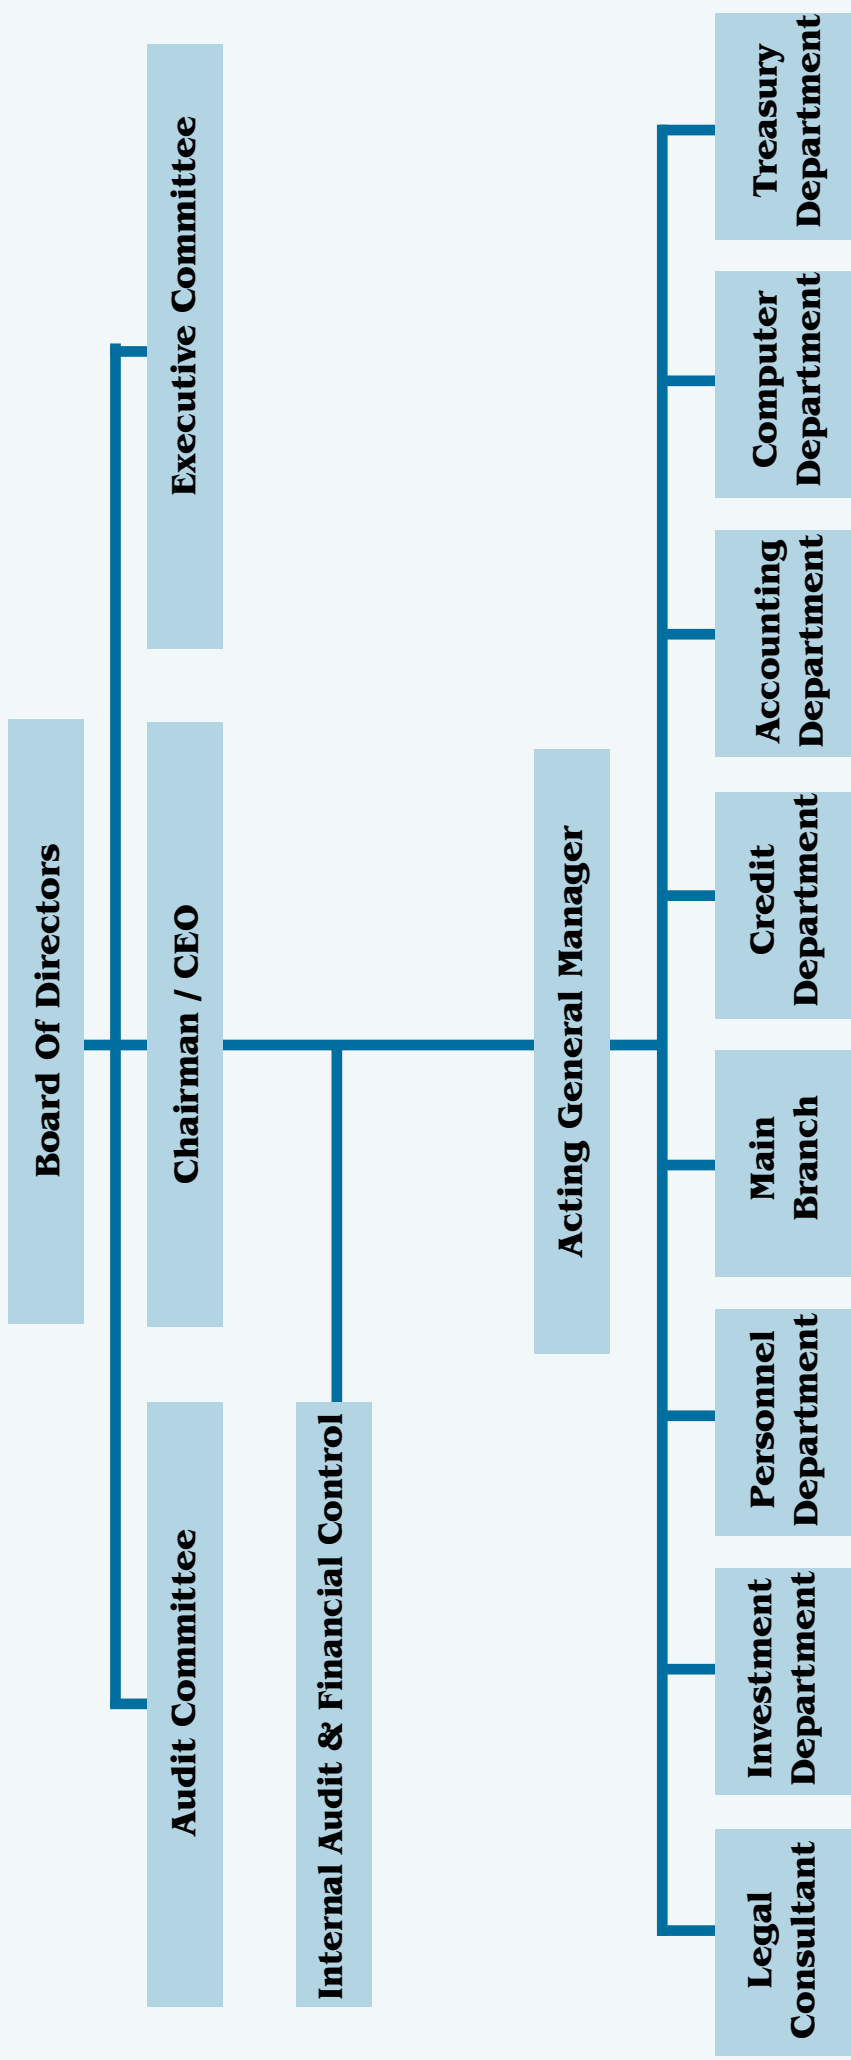 Board Of Directors
Audit Committee
Chairman / CEO
Executive Committee
Internal Audit & Financial Control
Acting General Manager
Legal
Consultant
Investment
Department
Personnel
Department
Main
Branch
Credit
Department
Accounting
Department
Computer
Department
Treasury
Department